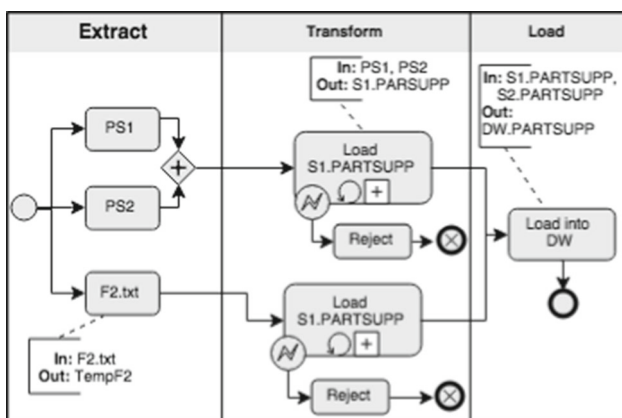 Extract
Transform
Load
In: PS1, PS2
Out: S1.PARSUPP
In: S1.PARTSUPP,
S2.PARTSUPP
Out:
DW.PARTSUPP
PS1
PS2
Load
S1.PARTSUPP
Reject
Load into
DW
F2.txt
Load
S1.PARTSUPP
In: F2.txt
Out: TempF2
Reject